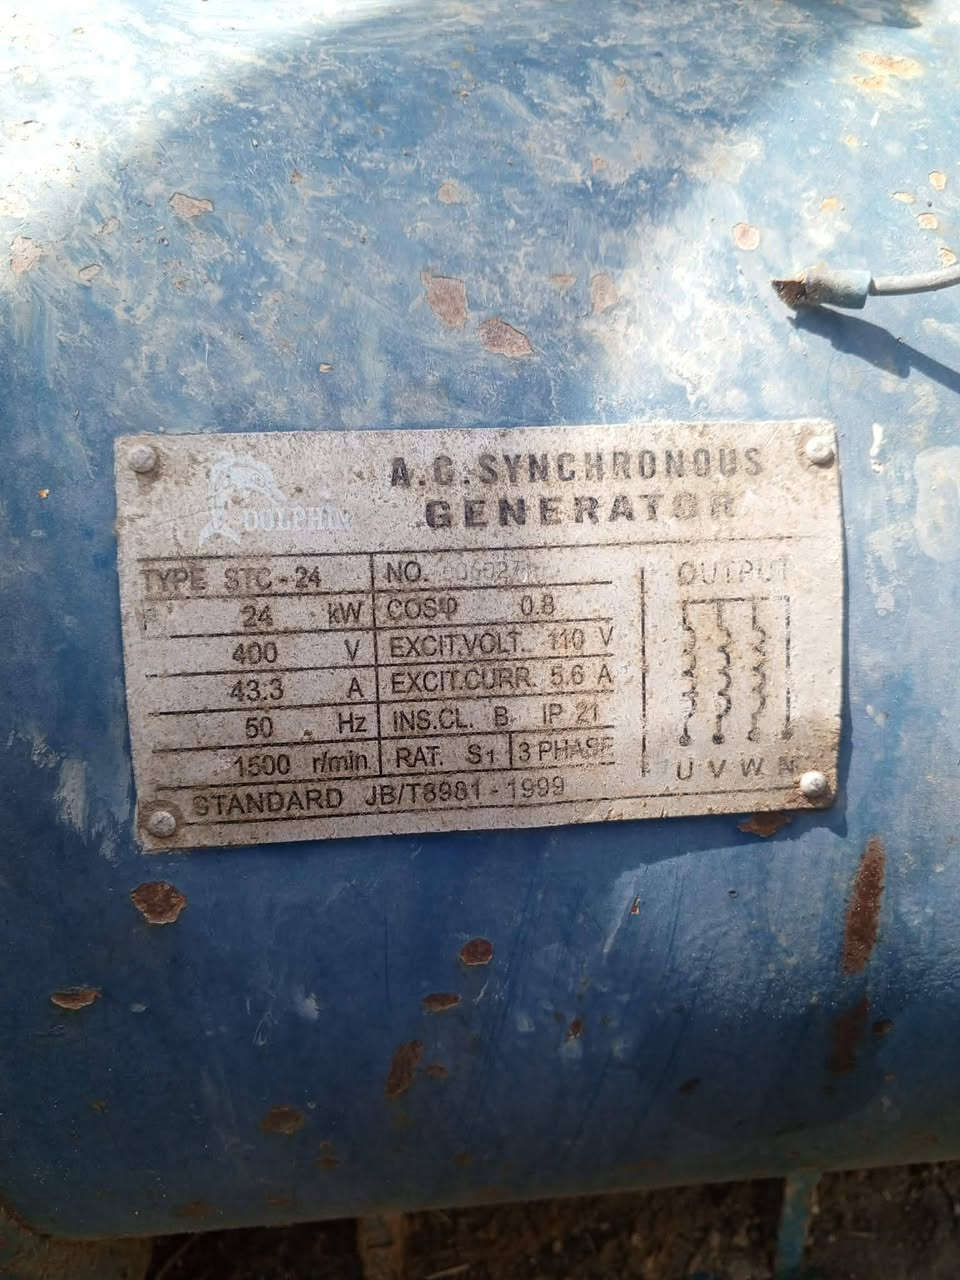 DOLPHIN
A.C. SYNCHRONOUS
GENERATOR
TYPE STC-24 NO.
24 kW COSφ 0.8
400 V EXCIT.VOLT. 110 V
43.3 A EXCIT.CURR. 5.6 A
50 Hz INS.CL. B IP 21
1500 r/min RAT. S1 3 PHASE
STANDARD JB/T8981-1999
OUTPUT
U V W N